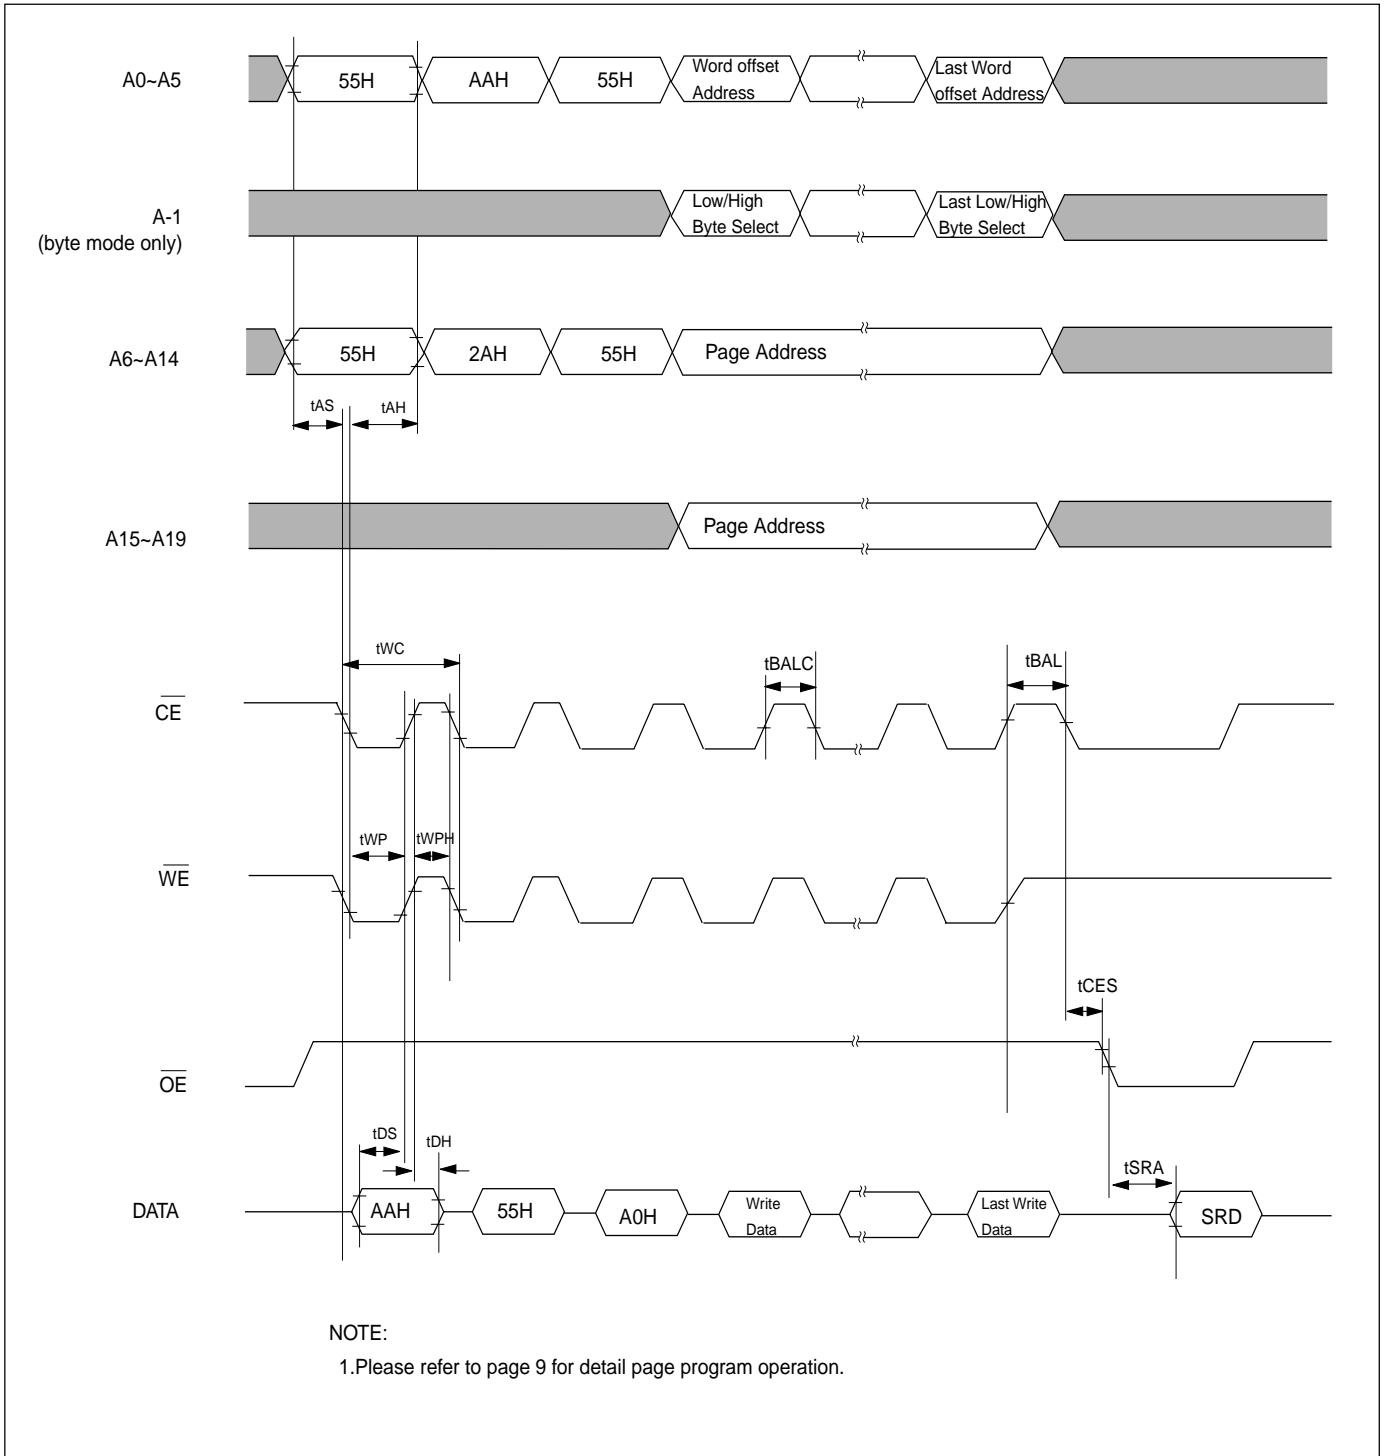 A0~A5
55H
AAH
55H
Word offset
Address
Last Word
offset Address
A-1
(byte mode only)
Low/High
Byte Select
Last Low/High
Byte Select
A6~A14
55H
2AH
55H
Page Address
tAS
tAH
A15~A19
Page Address
tWC
tBALC
tBAL
CE
tWP
tWPH
WE
tCES
OE
tDS
tDH
tSRA
DATA
AAH
55H
A0H
Write
Data
Last Write
Data
SRD
NOTE:
1.Please refer to page 9 for detail page program operation.